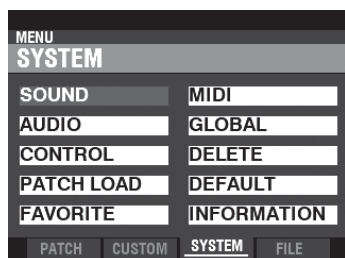 MENU
SYSTEM
SOUND MIDI
AUDIO GLOBAL
CONTROL DELETE
PATCH LOAD DEFAULT
FAVORITE INFORMATION
PATCH CUSTOM SYSTEM FILE